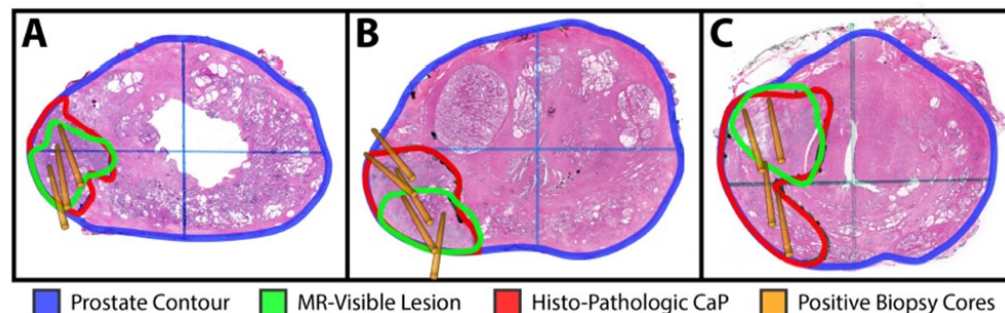 A
B
C
Prostate Contour
MR-Visible Lesion
Histo-Pathologic CaP
Positive Biopsy Cores